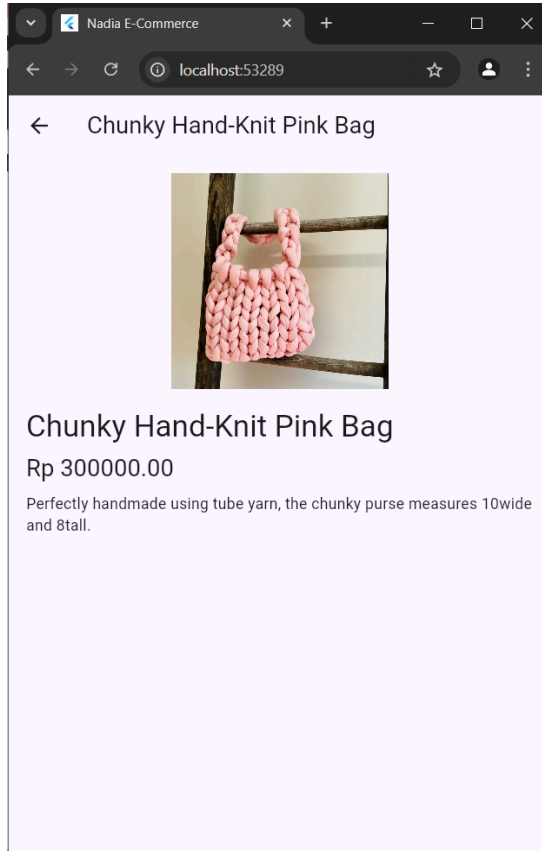 Nadia E-Commerce
localhost:53289
Chunky Hand-Knit Pink Bag
Chunky Hand-Knit Pink Bag
Rp 300000.00
Perfectly handmade using tube yarn, the chunky purse measures 10wide
and 8tall.